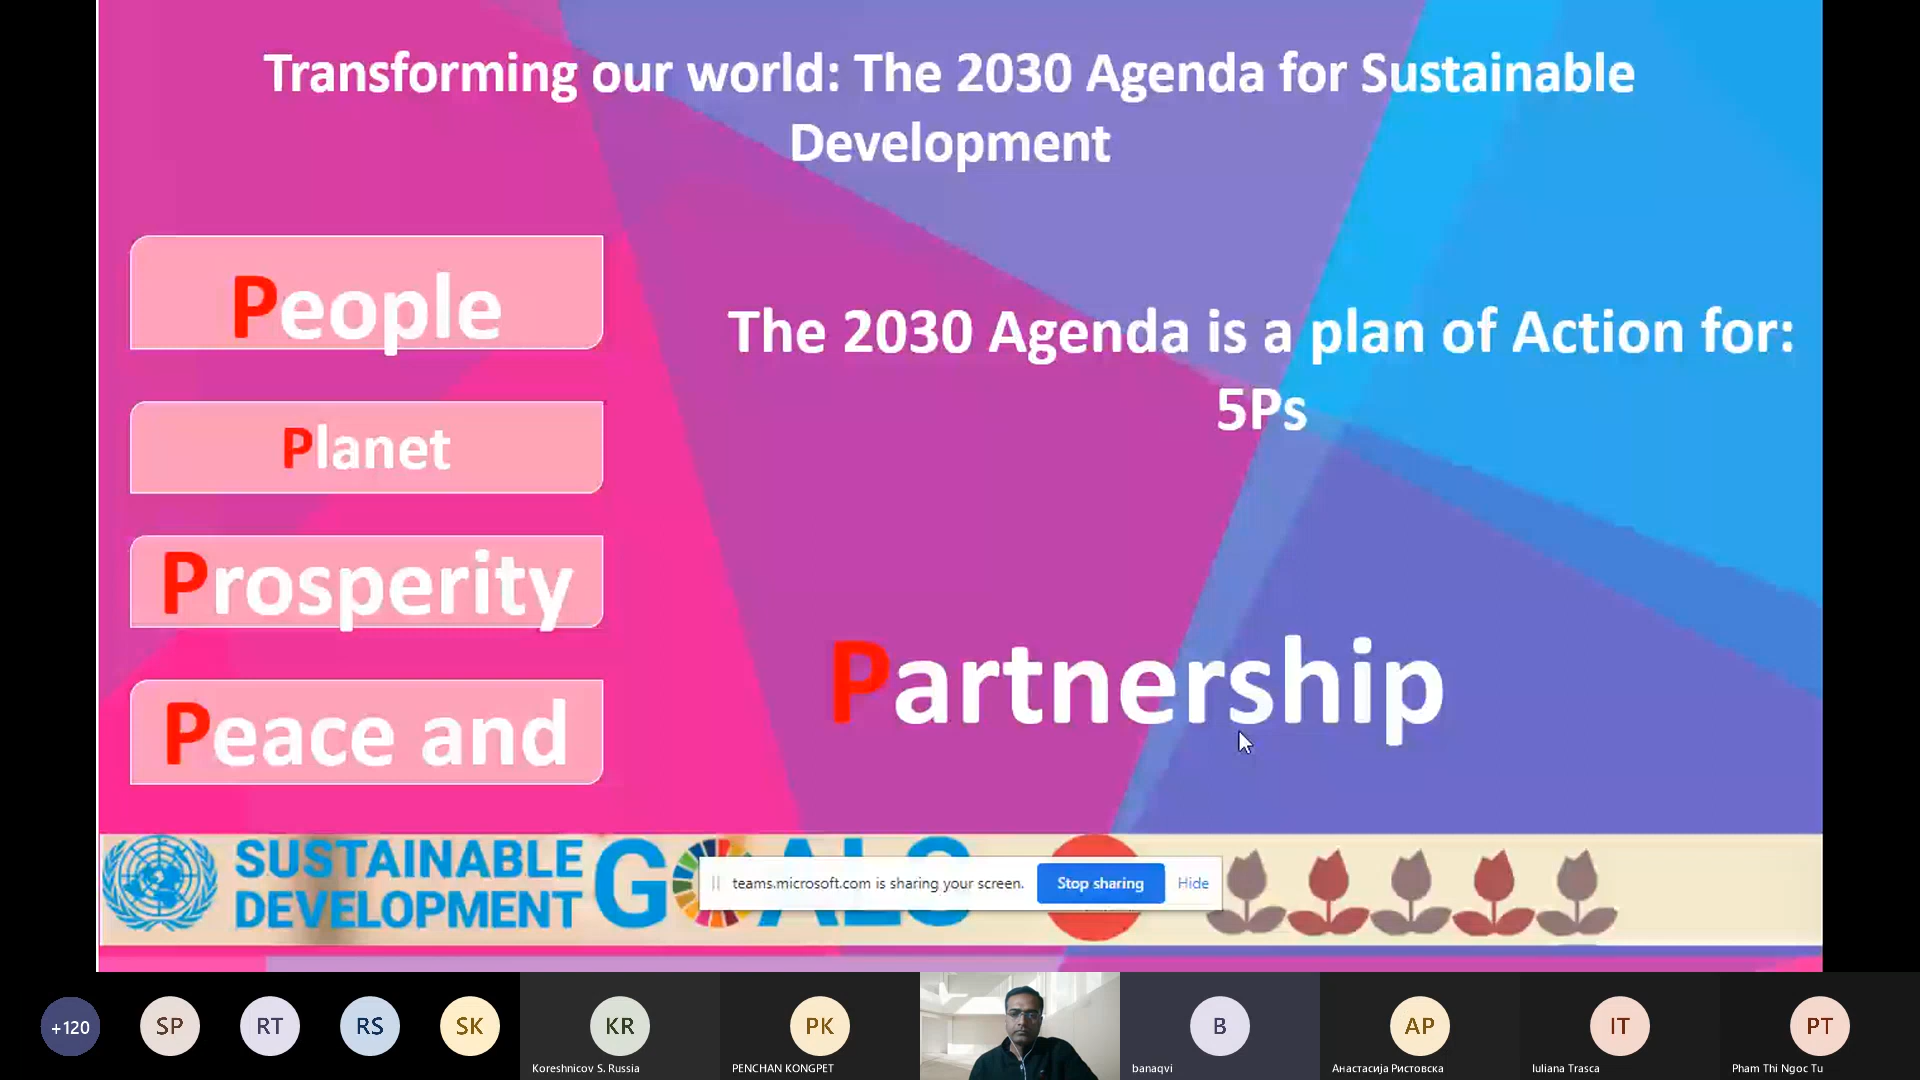 Transforming our world: The 2030 Agenda for Sustainable
Development
People
Planet
Prosperity
Peace and
The 2030 Agenda is a plan of Action for:
5Ps
Partnership
SUSTAINABLE
DEVELOPMENT
GOALS
teams.microsoft.com is sharing your screen.
Stop sharing
Hide
+120
SP
RT
RS
SK
KR
Koreshnicov S. Russia
PK
PENCHAN KONGPET
B
banaqvi
AP
Анастасија Ристовска
IT
Iuliana Trasca
PT
Pham Thi Ngoc Tu